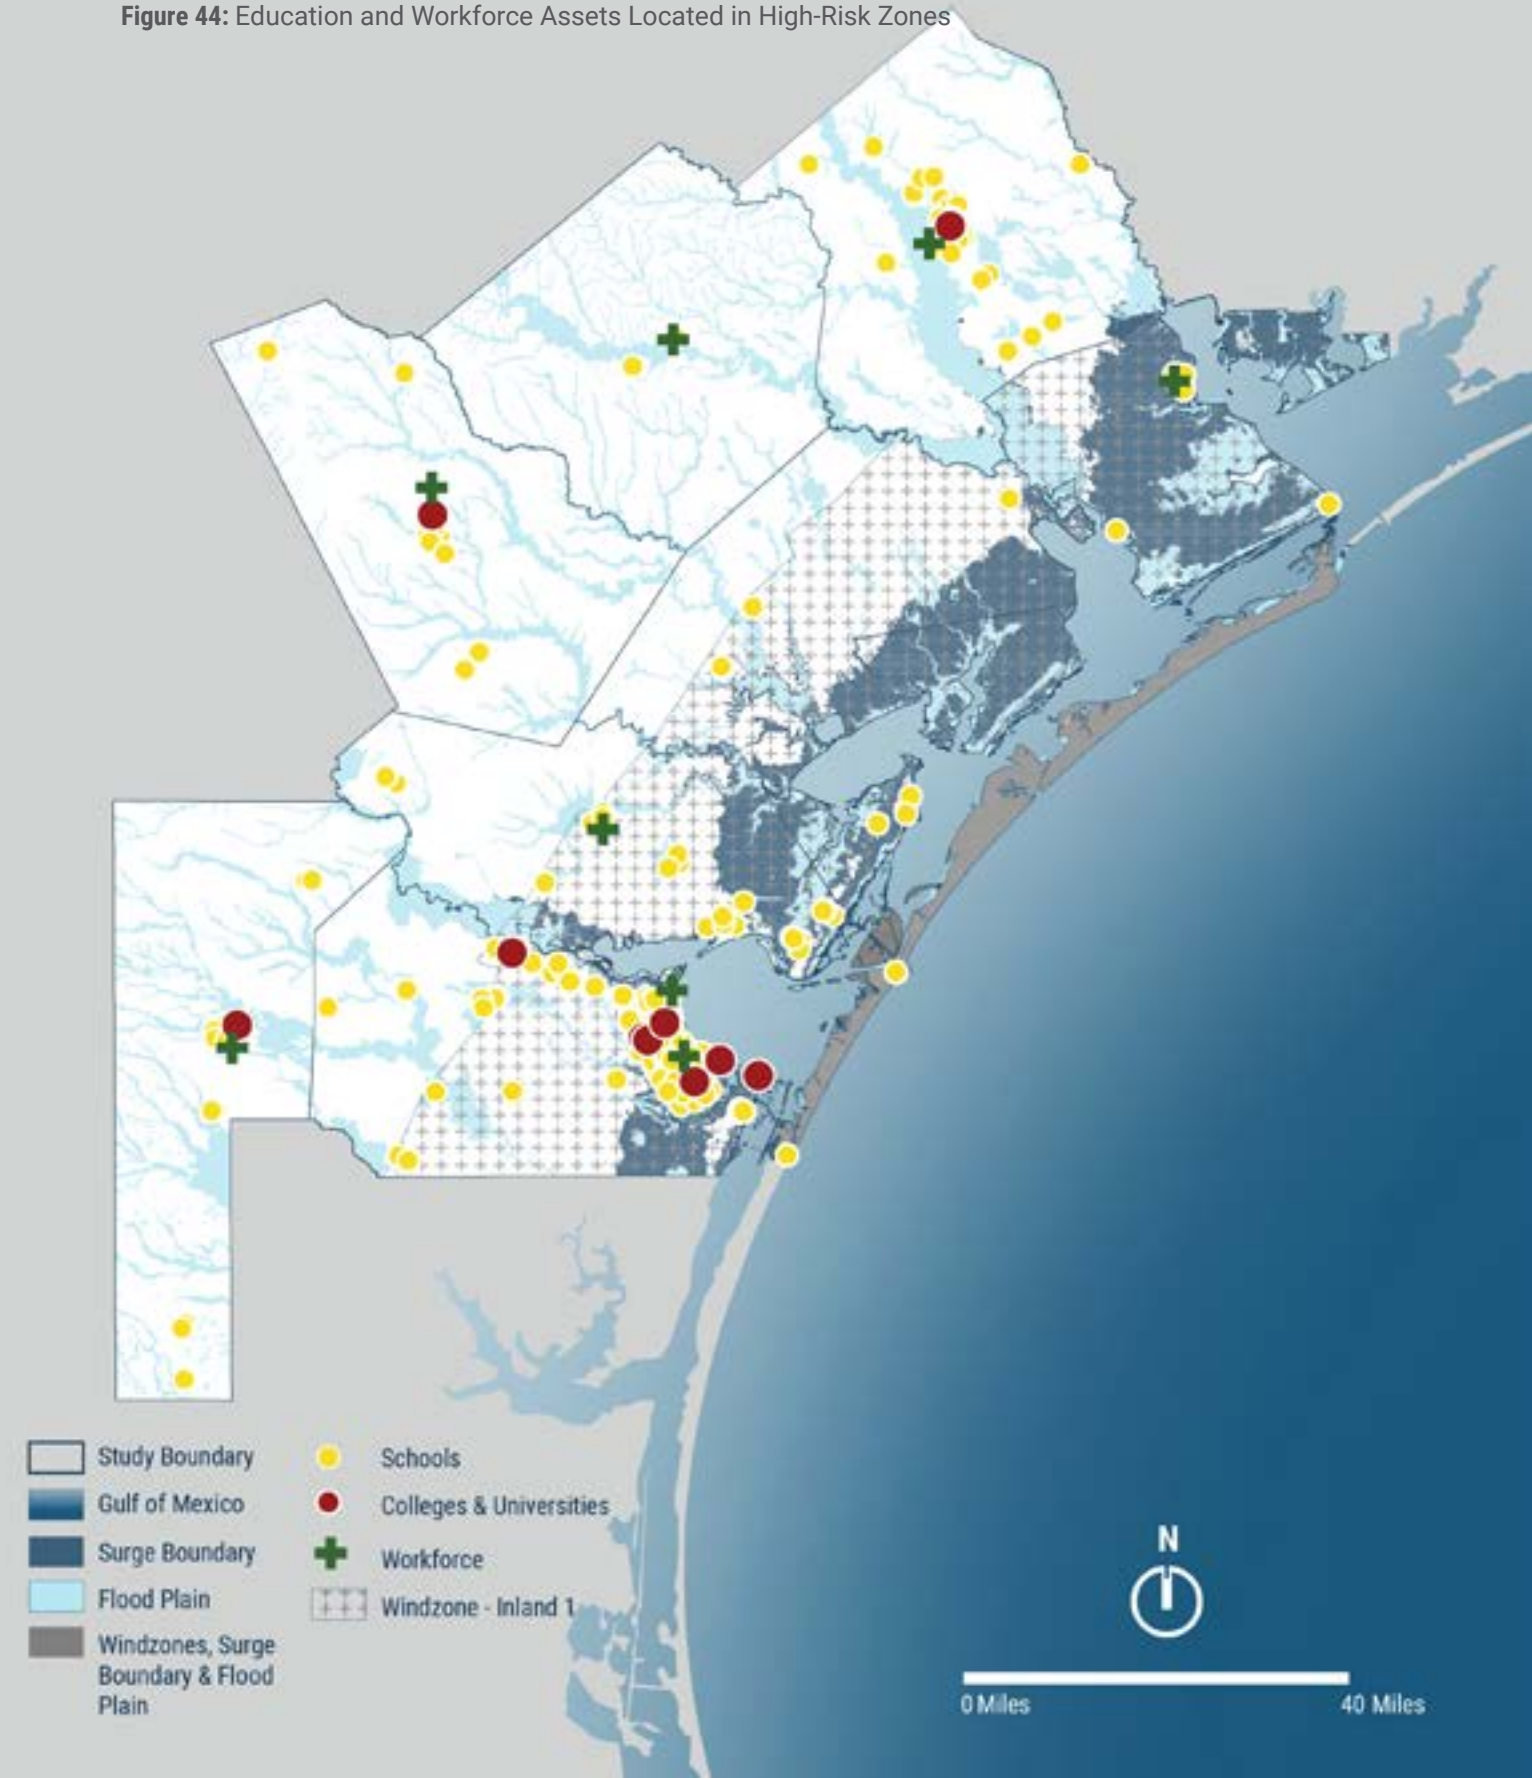 Figure 44: Education and Workforce Assets Located in High-Risk Zones
Study Boundary
Gulf of Mexico
Surge Boundary
Flood Plain
Windzones, Surge
Boundary & Flood
Plain
Schools
Colleges & Universities
Workforce
Windzone - Inland 1
N
0 Miles
40 Miles